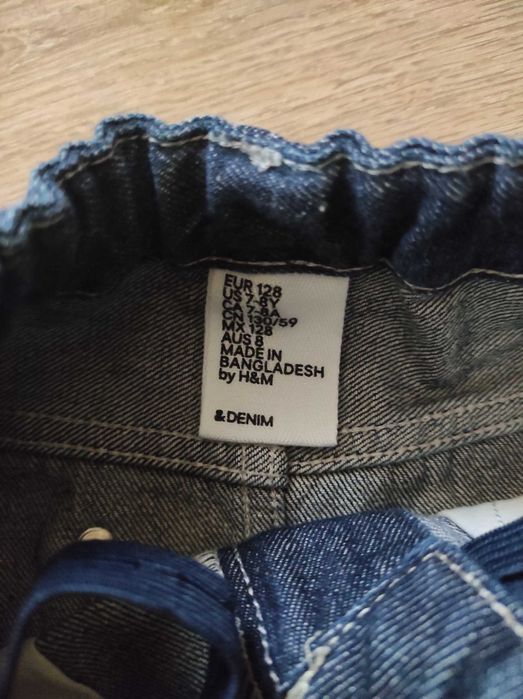 EUR 128
US 7-8Y
CA 7-8A
CN 130/59
MX 128
AUS 8
MADE IN
BANGLADESH
by H&M
&DENIM